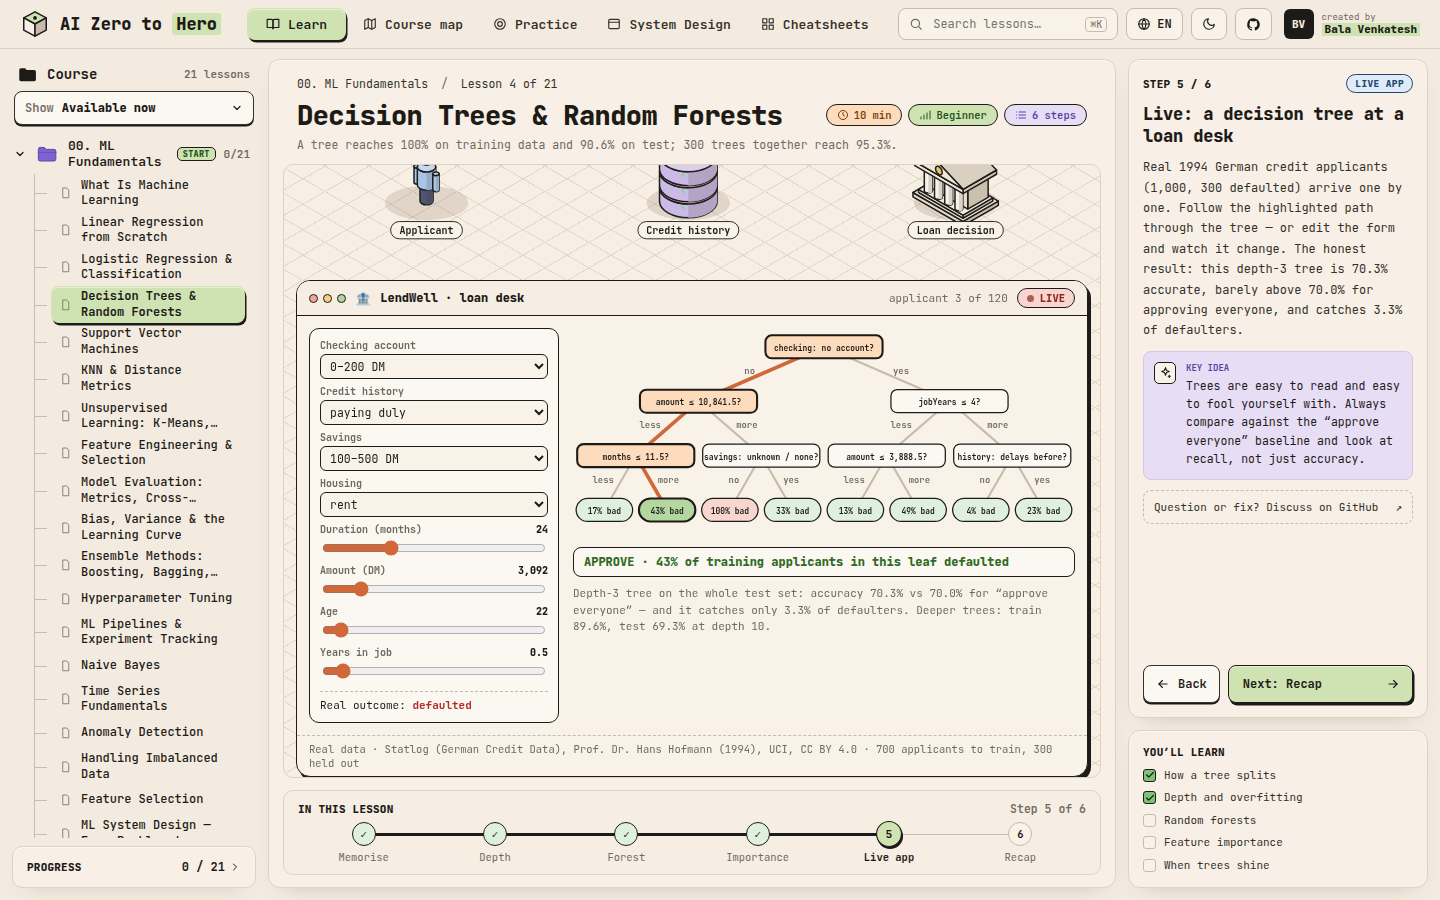 AI Zero to Hero
Learn
Course map
Practice
System Design
Cheatsheets
Search lessons…
⌘K
EN
BV
created by
Bala Venkatesh
Course
21 lessons
Show Available now
00. ML
Fundamentals
START
0/21
What Is Machine
Learning
Linear Regression
from Scratch
Logistic Regression &
Classification
Decision Trees &
Random Forests
Support Vector
Machines
KNN & Distance
Metrics
Unsupervised
Learning: K-Means,…
Feature Engineering &
Selection
Model Evaluation:
Metrics, Cross-…
Bias, Variance & the
Learning Curve
Ensemble Methods:
Boosting, Bagging,…
Hyperparameter Tuning
ML Pipelines &
Experiment Tracking
Naive Bayes
Time Series
Fundamentals
Anomaly Detection
Handling Imbalanced
Data
Feature Selection
ML System Design —
PROGRESS
0 / 21
00. ML Fundamentals / Lesson 4 of 21
Decision Trees & Random Forests
10 min
Beginner
6 steps
A tree reaches 100% on training data and 90.6% on test; 300 trees together reach 95.3%.
Applicant
Credit history
Loan decision
LendWell · loan desk
applicant 3 of 120
LIVE
Checking account
0–200 DM
Credit history
paying duly
Savings
100–500 DM
Housing
rent
Duration (months)
24
Amount (DM)
3,092
Age
22
Years in job
0.5
Real outcome: defaulted
checking: no account?
no
yes
amount ≤ 10,841.5?
jobYears ≤ 4?
less
more
less
more
months ≤ 11.5?
savings: unknown / none?
amount ≤ 3,888.5?
history: delays before?
less
more
no
yes
less
more
no
yes
17% bad
43% bad
100% bad
33% bad
13% bad
49% bad
4% bad
23% bad
APPROVE · 43% of training applicants in this leaf defaulted
Depth-3 tree on the whole test set: accuracy 70.3% vs 70.0% for “approve
everyone” — and it catches only 3.3% of defaulters. Deeper trees: train
89.6%, test 69.3% at depth 10.
Real data · Statlog (German Credit Data), Prof. Dr. Hans Hofmann (1994), UCI, CC BY 4.0 · 700 applicants to train, 300
held out
IN THIS LESSON
Step 5 of 6
5
6
Memorise
Depth
Forest
Importance
Live app
Recap
STEP 5 / 6
LIVE APP
Live: a decision tree at a
loan desk
Real 1994 German credit applicants
(1,000, 300 defaulted) arrive one by
one. Follow the highlighted path
through the tree — or edit the form
and watch it change. The honest
result: this depth-3 tree is 70.3%
accurate, barely above 70.0% for
approving everyone, and catches 3.3%
of defaulters.
KEY IDEA
Trees are easy to read and easy
to fool yourself with. Always
compare against the “approve
everyone” baseline and look at
recall, not just accuracy.
Question or fix? Discuss on GitHub ↗
← Back
Next: Recap →
YOU’LL LEARN
How a tree splits
Depth and overfitting
Random forests
Feature importance
When trees shine